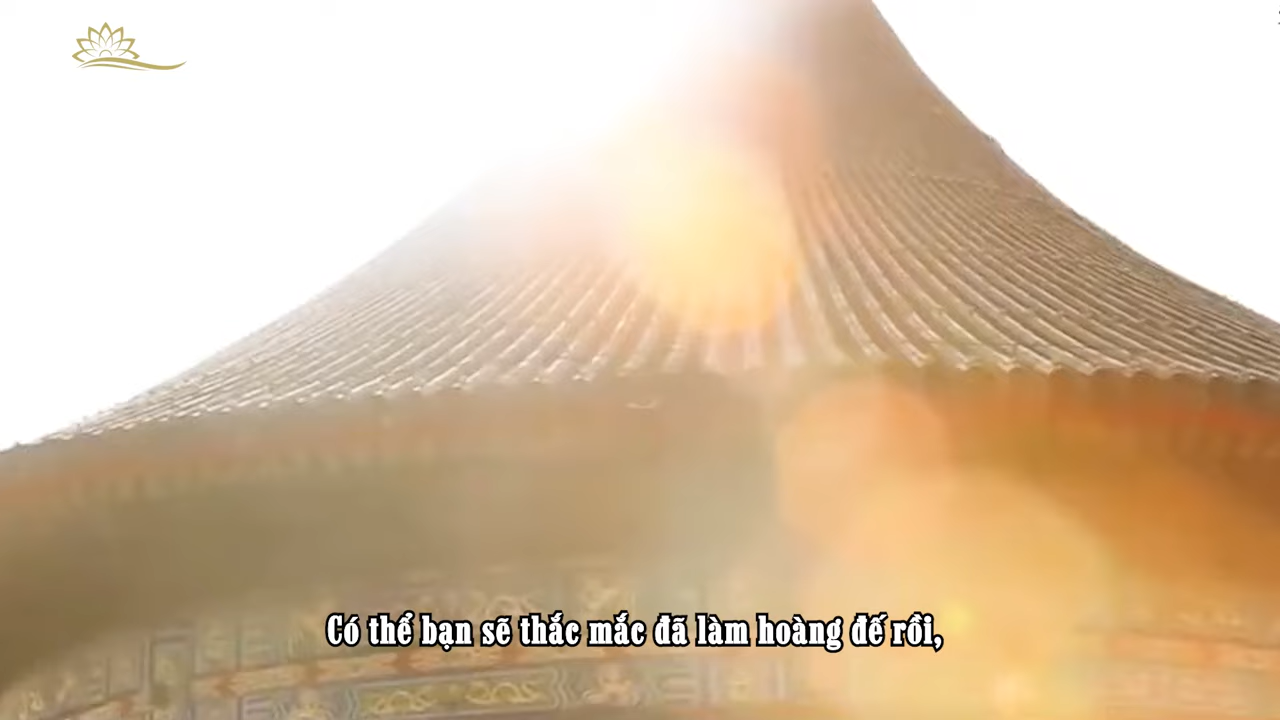 Có thể bạn sẽ thắc mắc đã làm hoàng đế rồi,